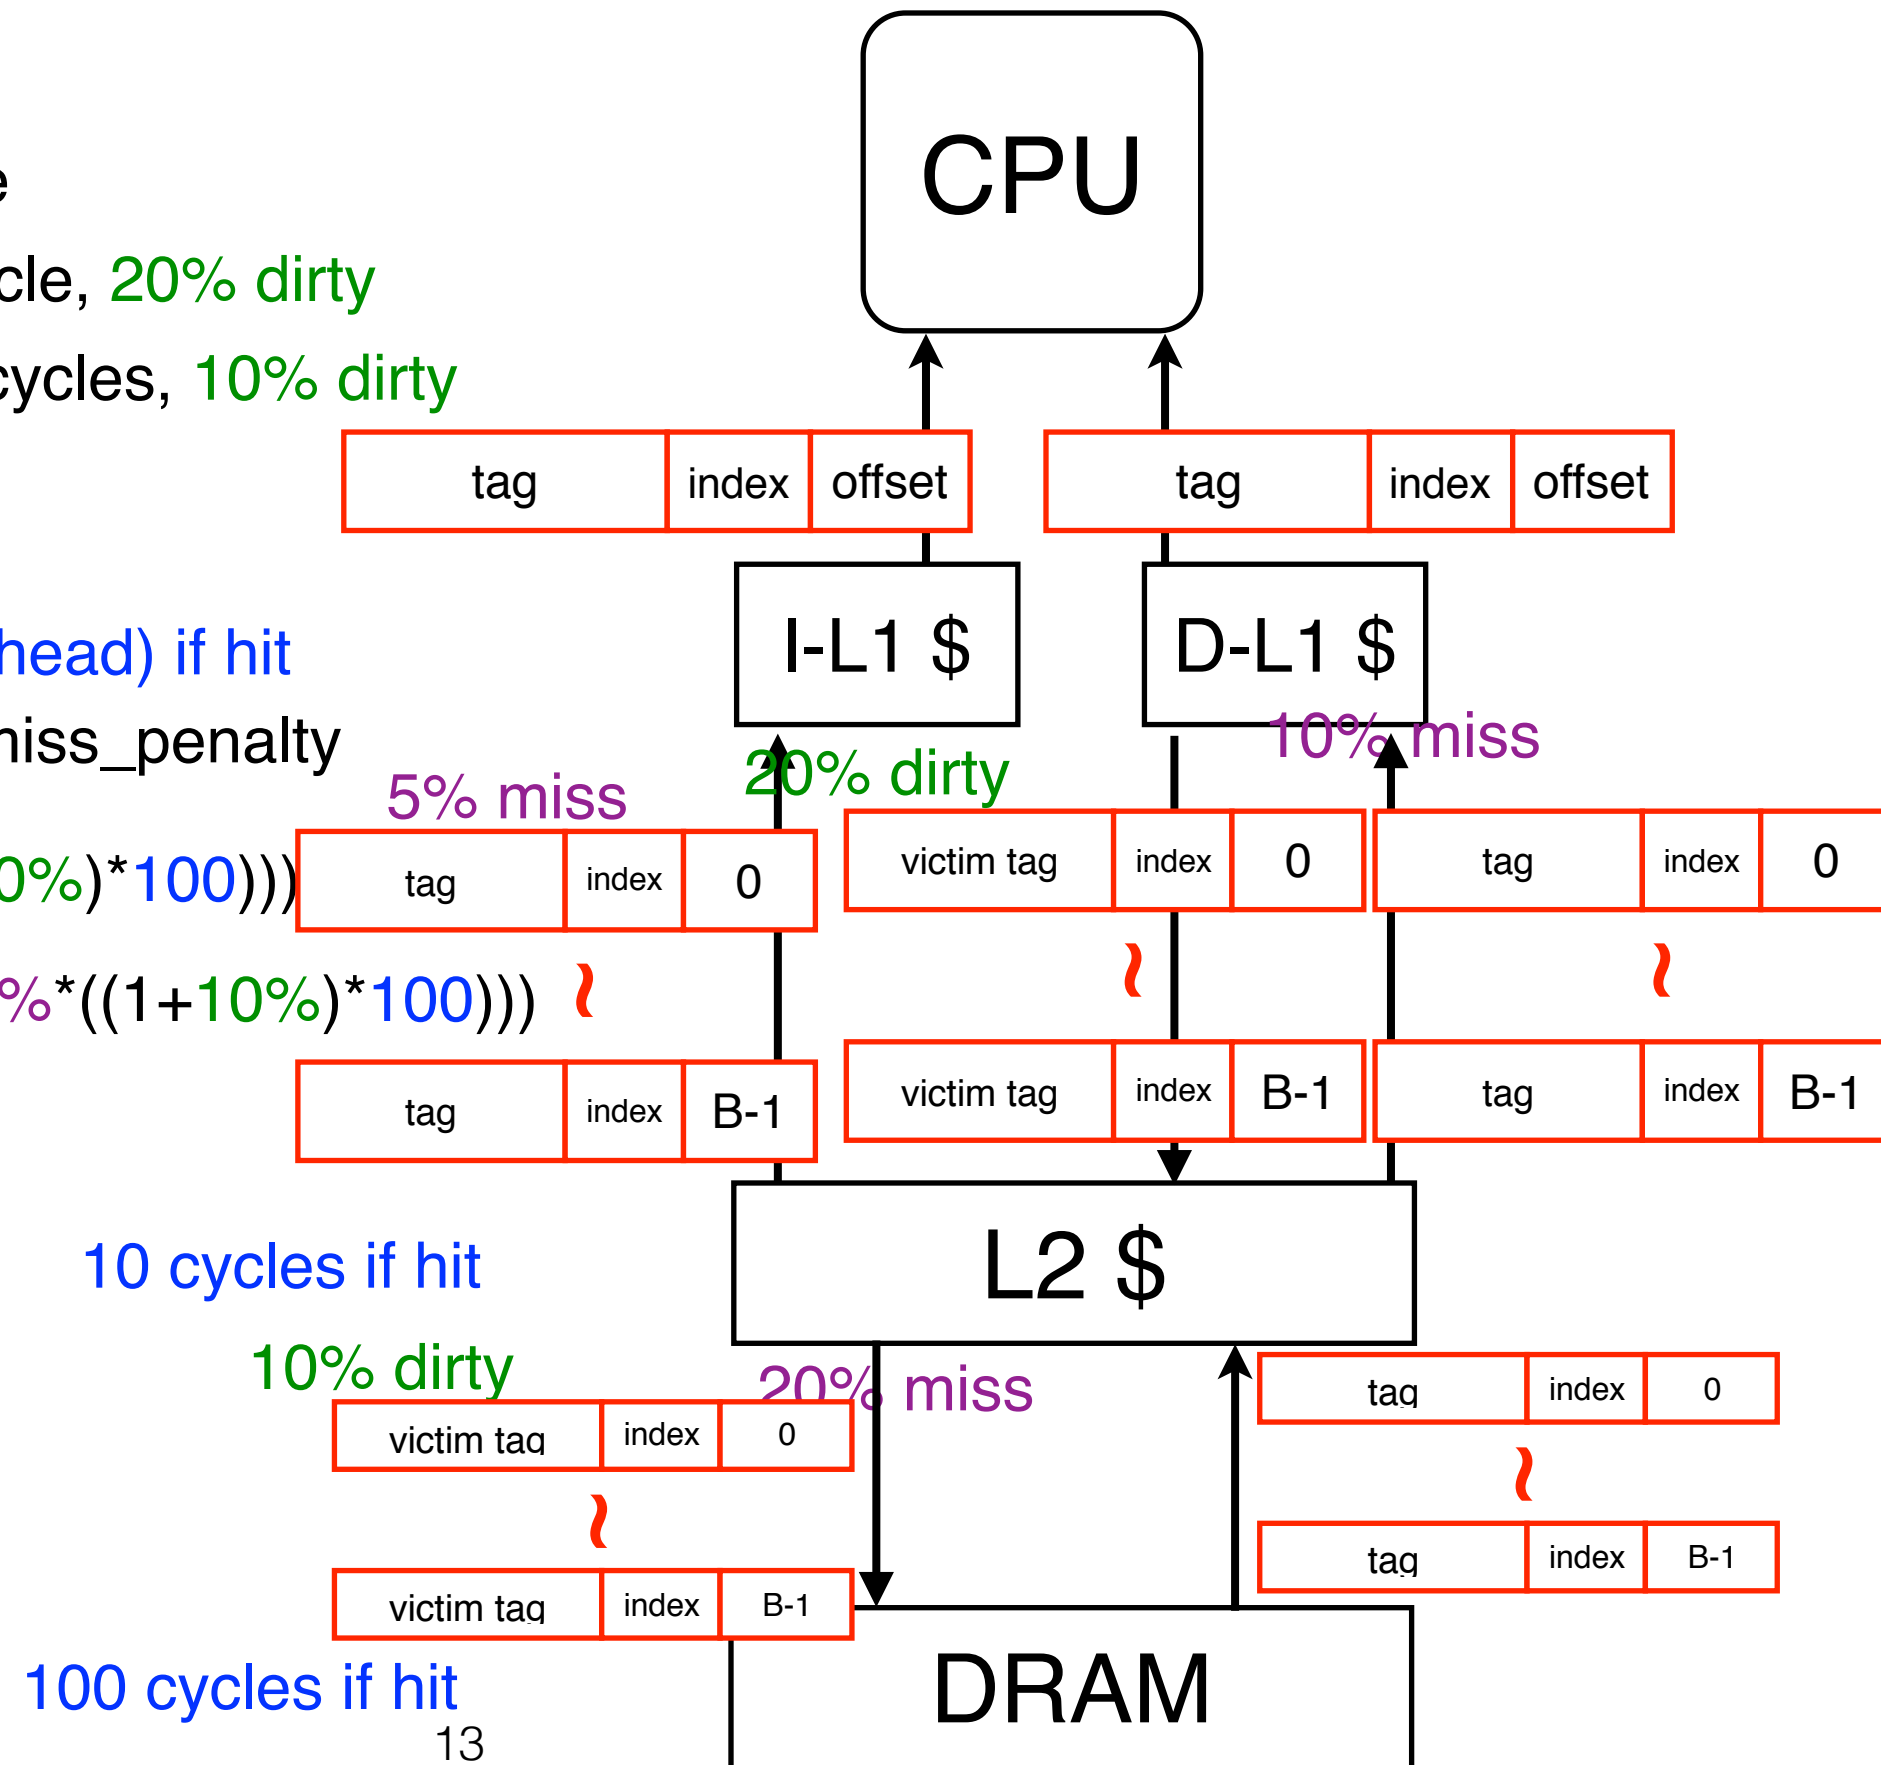 CPU
e
cle, 20% dirty
cycles, 10% dirty
tag index offset
tag index offset
I-L1 $
D-L1 $
head) if hit
miss_penalty
10% miss
20% dirty
5% miss
0%)*100)))
tag index 0
victim tag index 0
tag index 0
~
~
~
%*((1+10%)*100)))
tag index B-1
victim tag index B-1
tag index B-1
L2 $
10 cycles if hit
10% dirty
20% miss
victim tag index 0
tag index 0
~
~
victim tag index B-1
tag index B-1
DRAM
100 cycles if hit
13